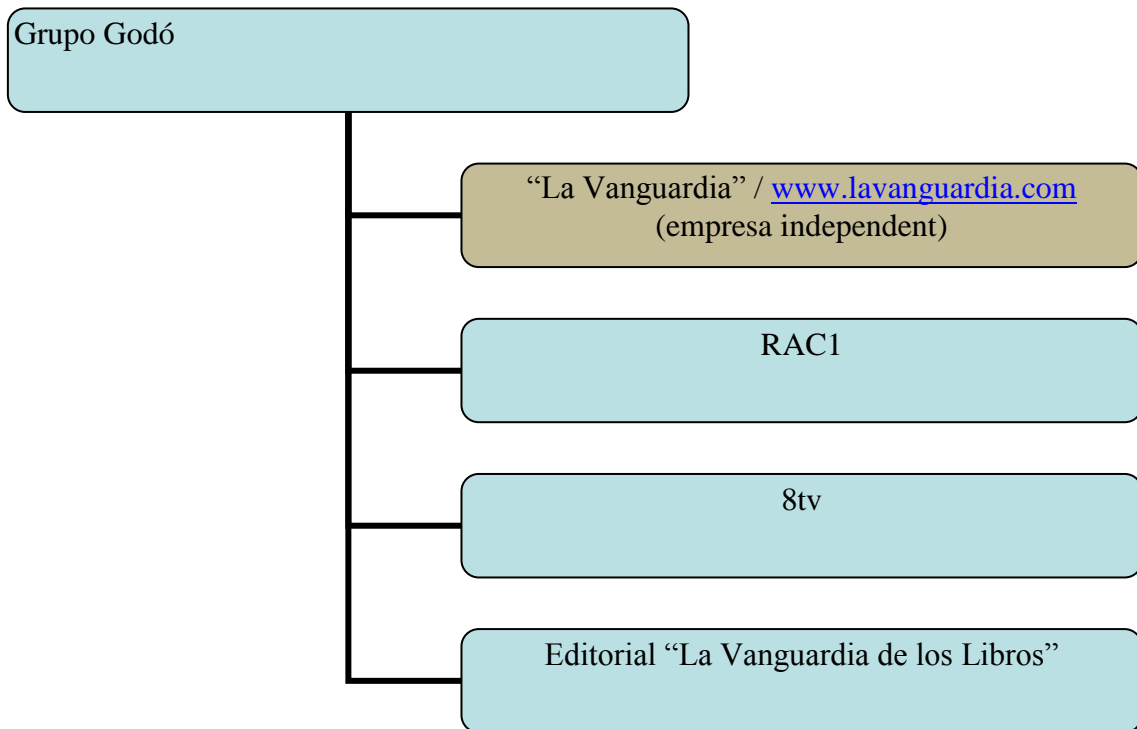 Grupo Godó
“La Vanguardia” / www.lavanguardia.com
(empresa independent)
RAC1
8tv
Editorial “La Vanguardia de los Libros”